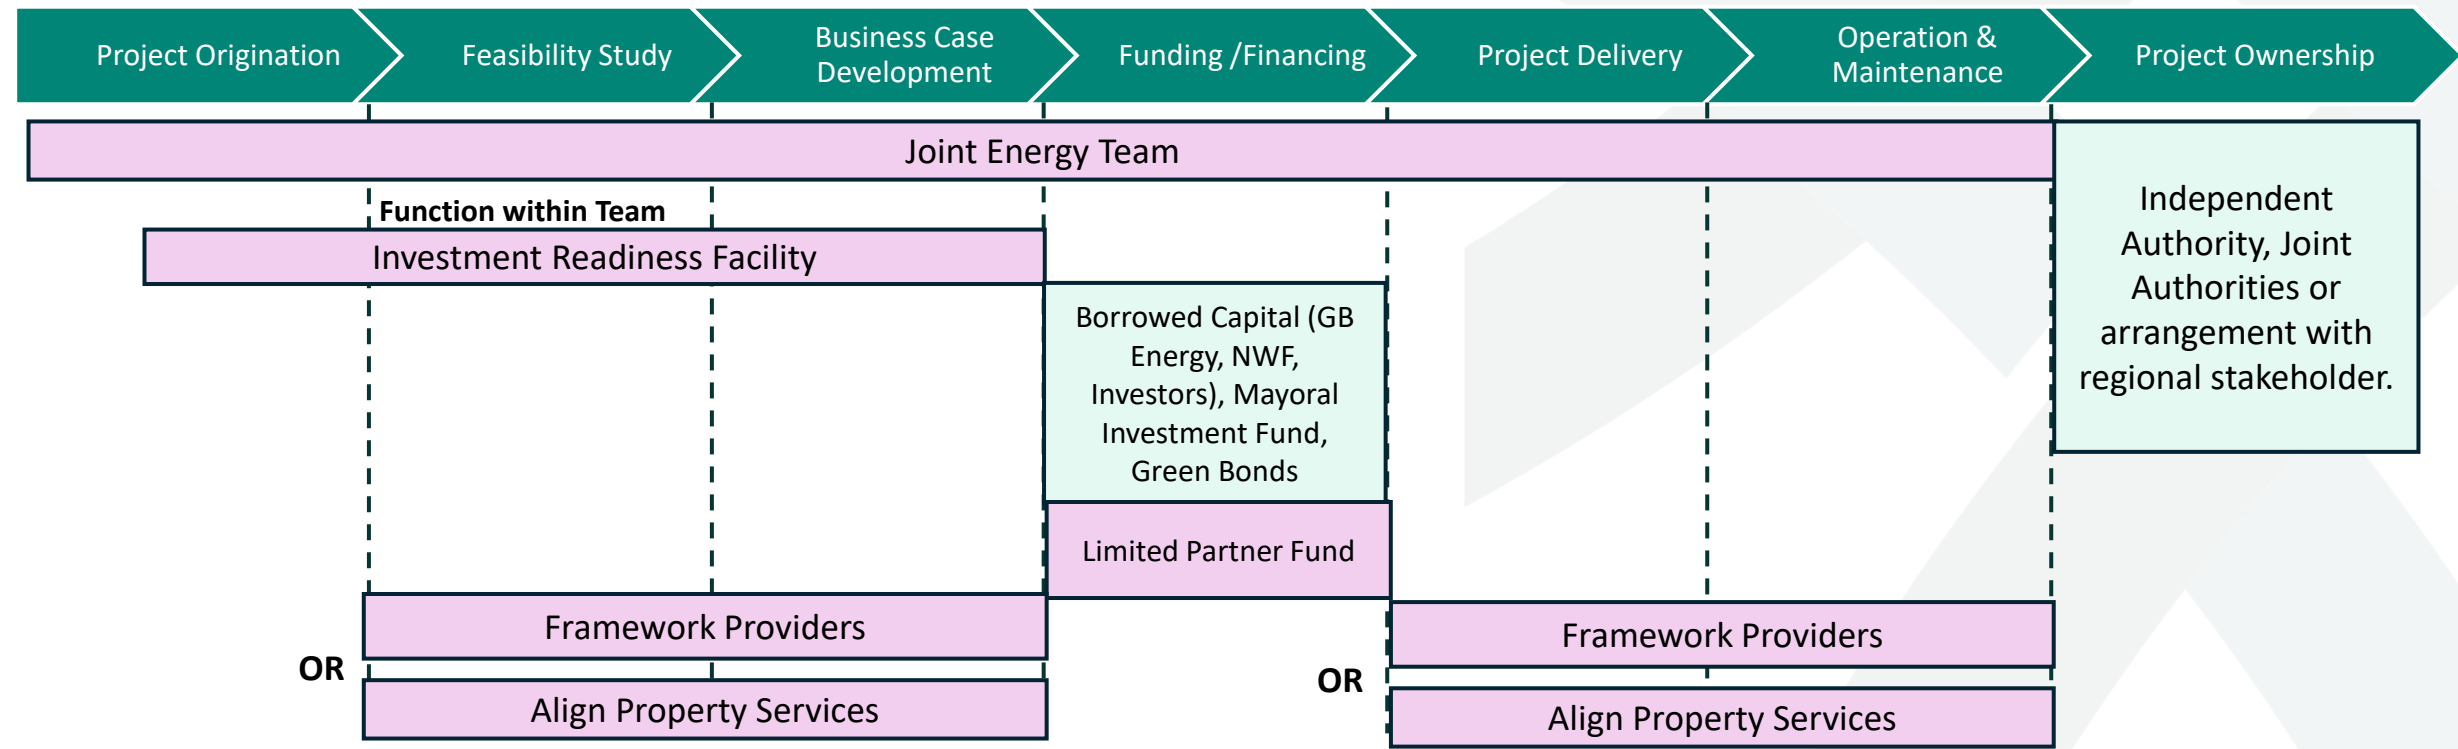 Project Origination
Feasibility Study
Business Case
Development
Funding /Financing
Project Delivery
Operation &
Maintenance
Project Ownership
Joint Energy Team
Function within Team
Investment Readiness Facility
Borrowed Capital (GB
Energy, NWF,
Investors), Mayoral
Investment Fund,
Green Bonds
Limited Partner Fund
Independent
Authority, Joint
Authorities or
arrangement with
regional stakeholder.
Framework Providers
OR
Align Property Services
Framework Providers
OR
Align Property Services